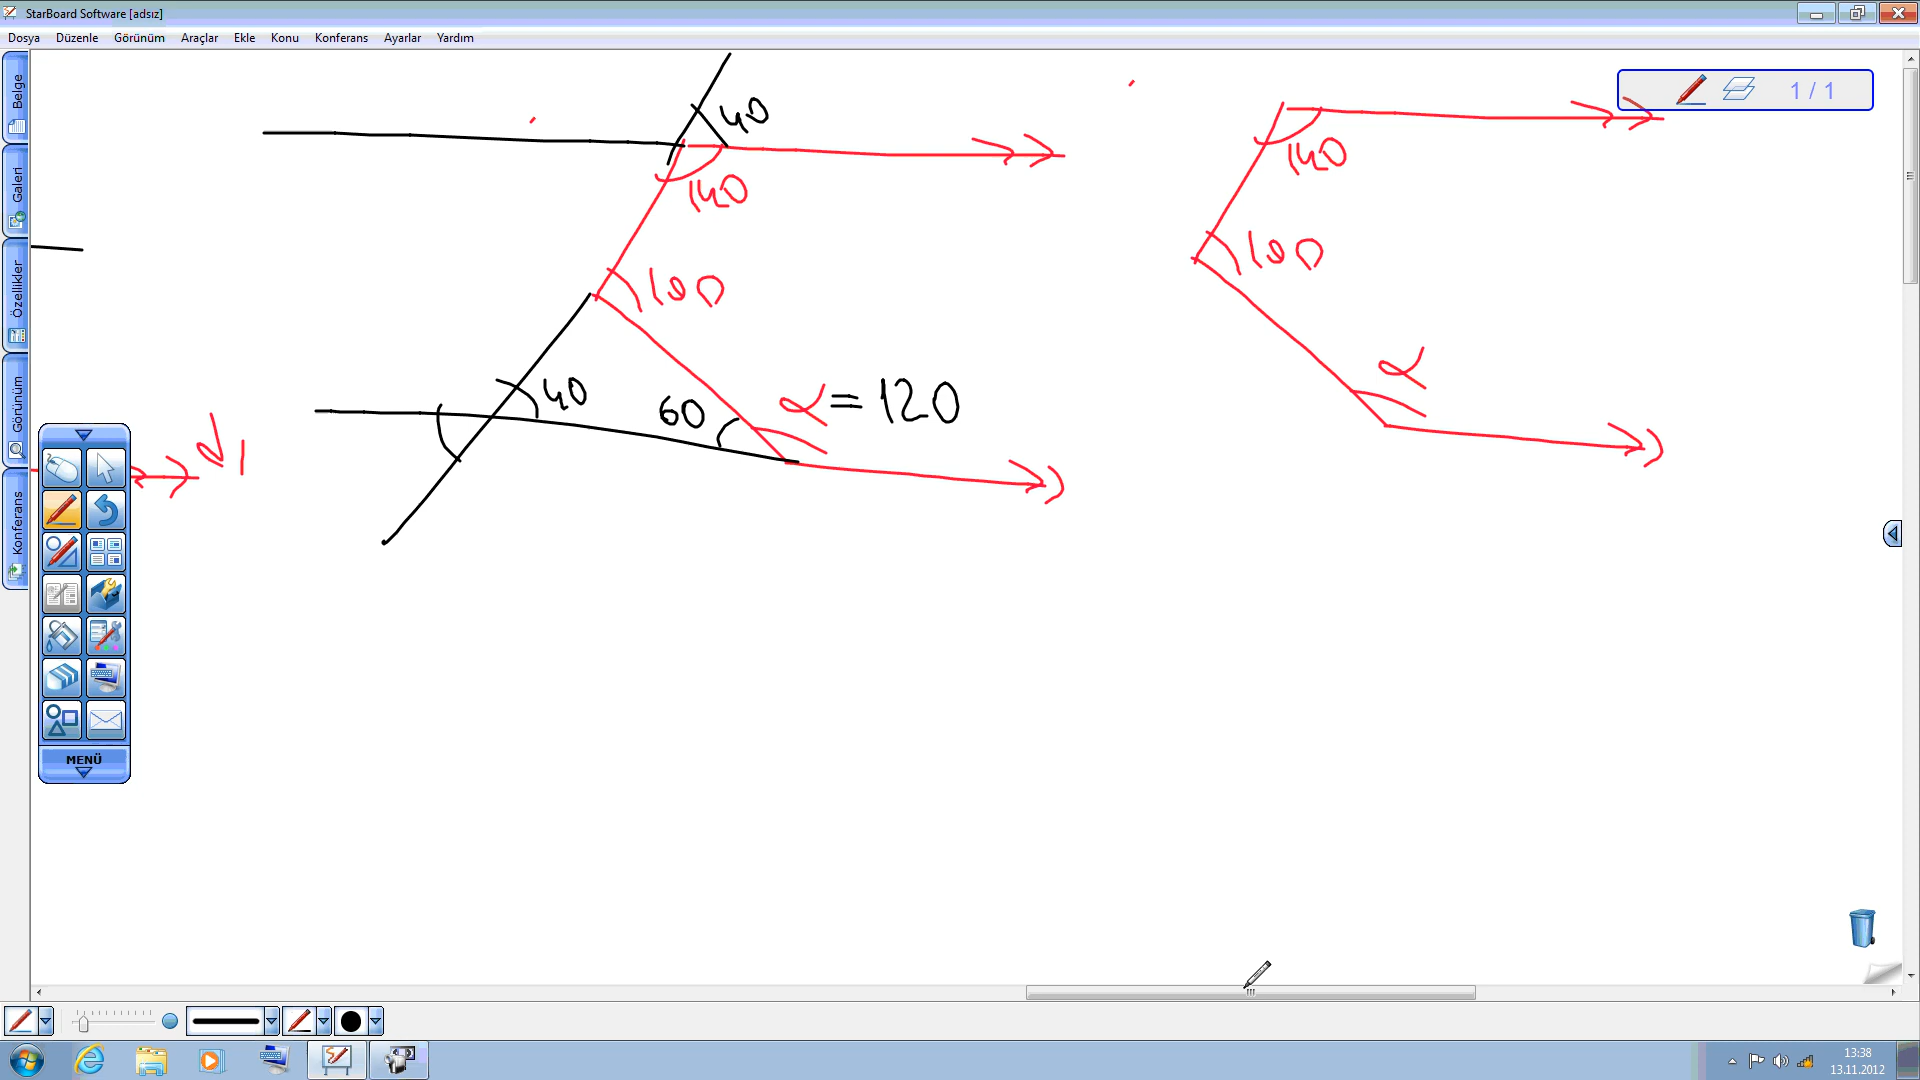 StarBoard Software [adsız]
Dosya Düzenle Görünüm Araçlar Ekle Konu Konferans Ayarlar Yardım
Belge
Galeri
Özellikler
Görünüm
Konferans
1 / 1
40
140
100
40
60
α = 120
d1
140
100
α
MENÜ
13:38
13.11.2012